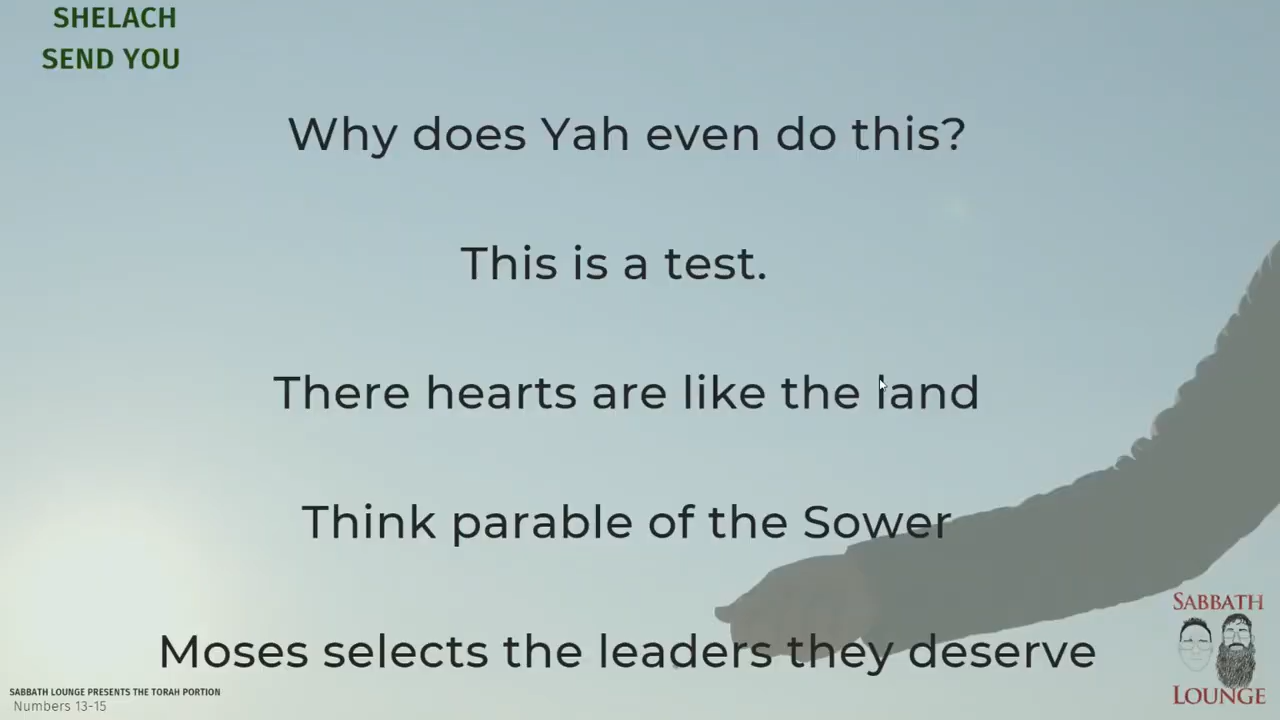 SHELACH
SEND YOU
Why does Yah even do this?
This is a test.
There hearts are like the land
Think parable of the Sower
Moses selects the leaders they deserve
SABBATH
LOUNGE
SABBATH LOUNGE PRESENTS THE TORAH PORTION
Numbers 13-15